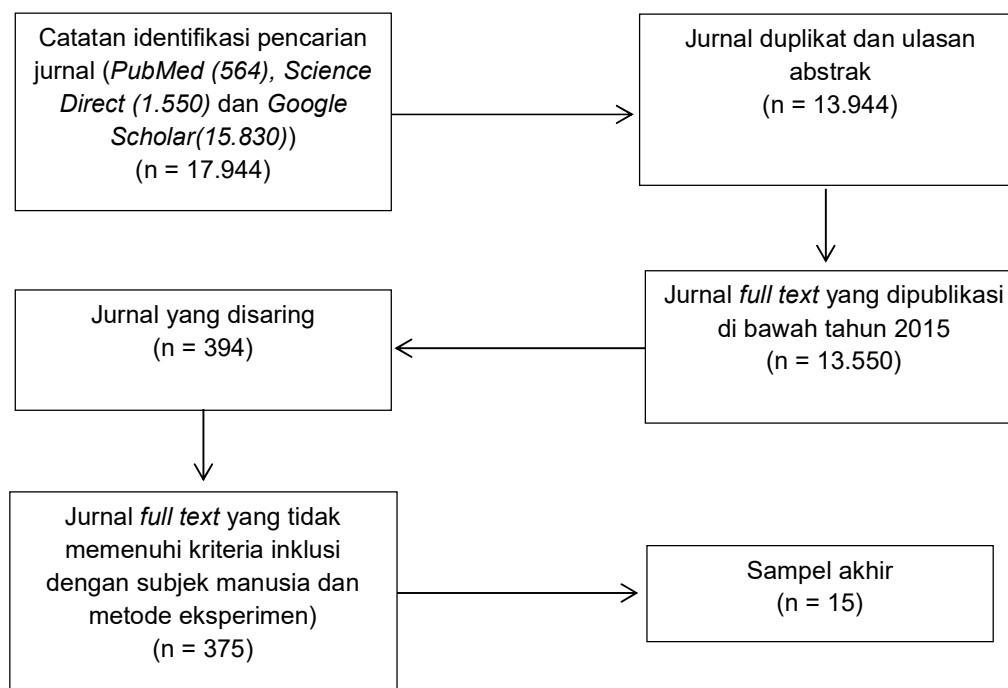 Catatan identifikasi pencarian
jurnal (PubMed (564), Science
Direct (1.550) dan Google
Scholar(15.830))
(n = 17.944)
Jurnal duplikat dan ulasan
abstrak
(n = 13.944)
Jurnal full text yang dipublikasi
di bawah tahun 2015
(n = 13.550)
Jurnal yang disaring
(n = 394)
Jurnal full text yang tidak
memenuhi kriteria inklusi
dengan subjek manusia dan
metode eksperimen)
(n = 375)
Sampel akhir
(n = 15)